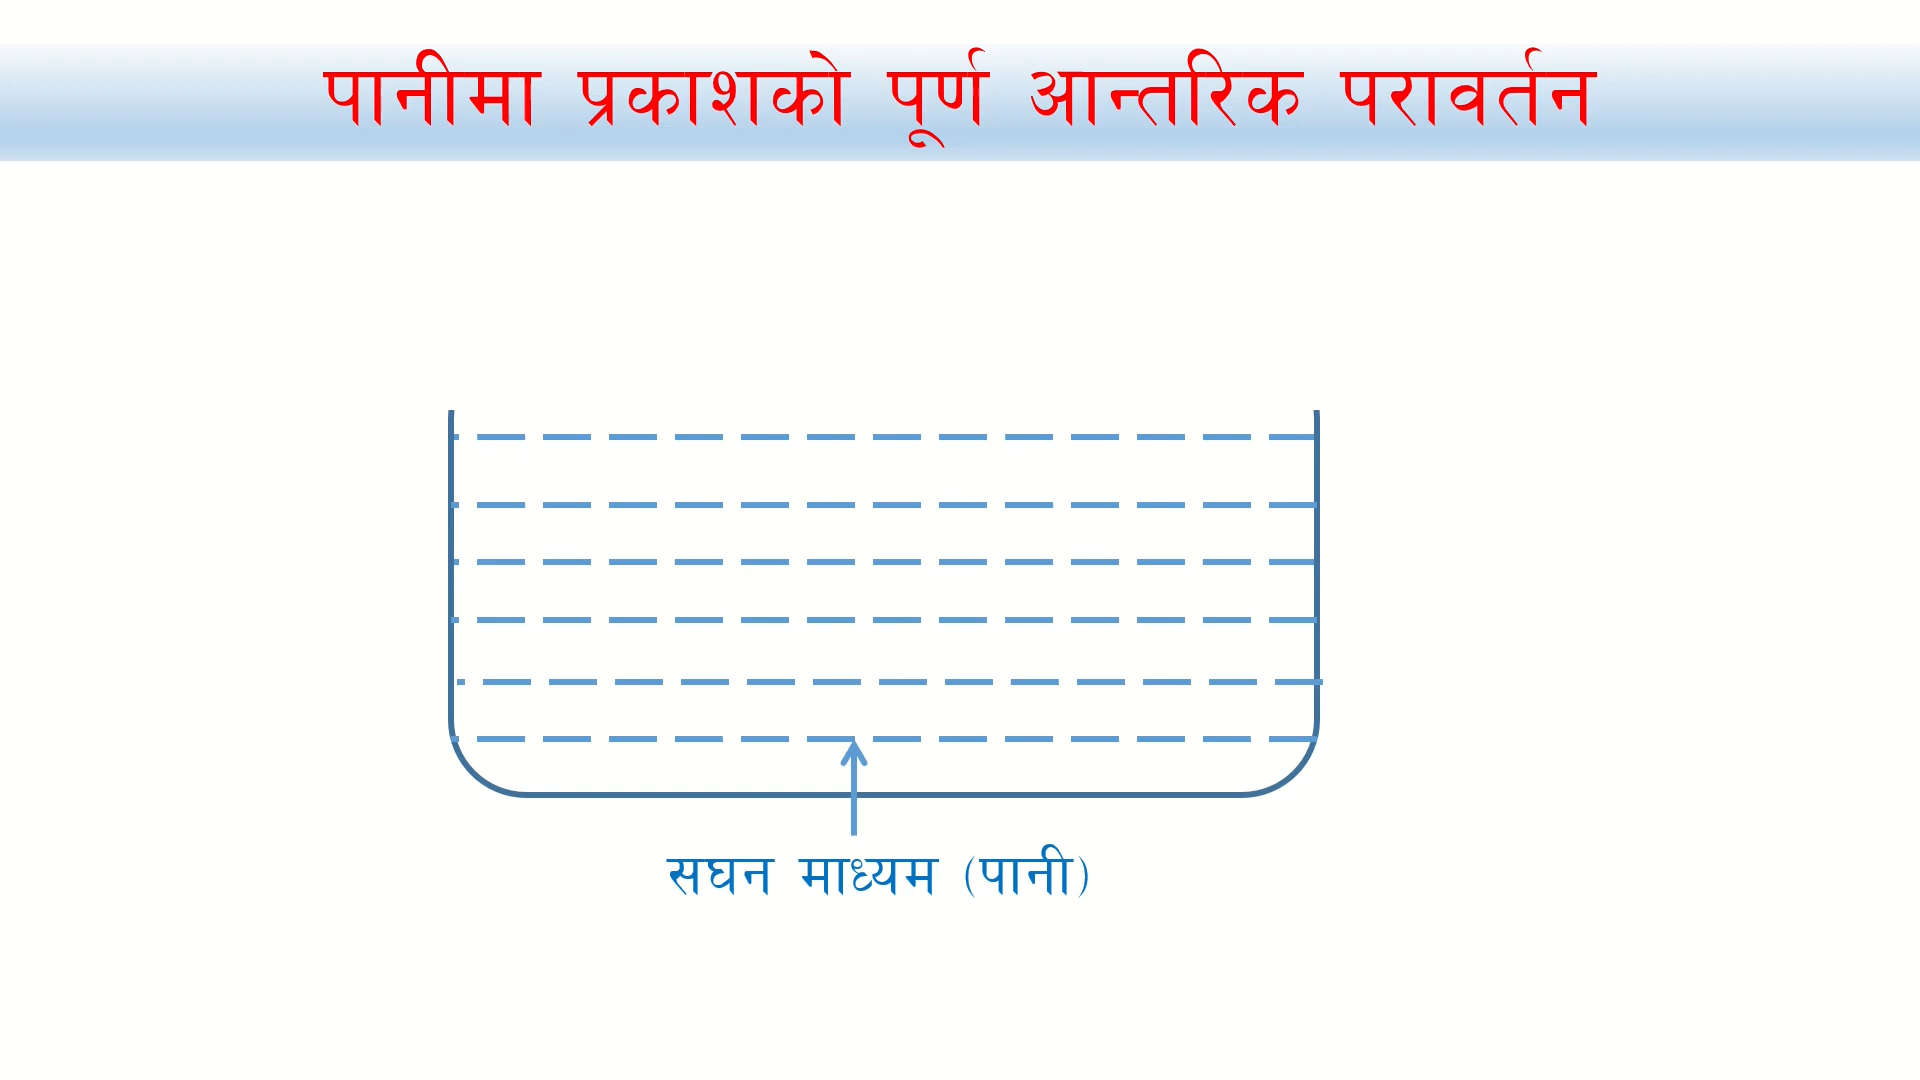 पानीमा प्रकाशको पूर्ण आन्तरिक परावर्तन
सघन माध्यम (पानी)